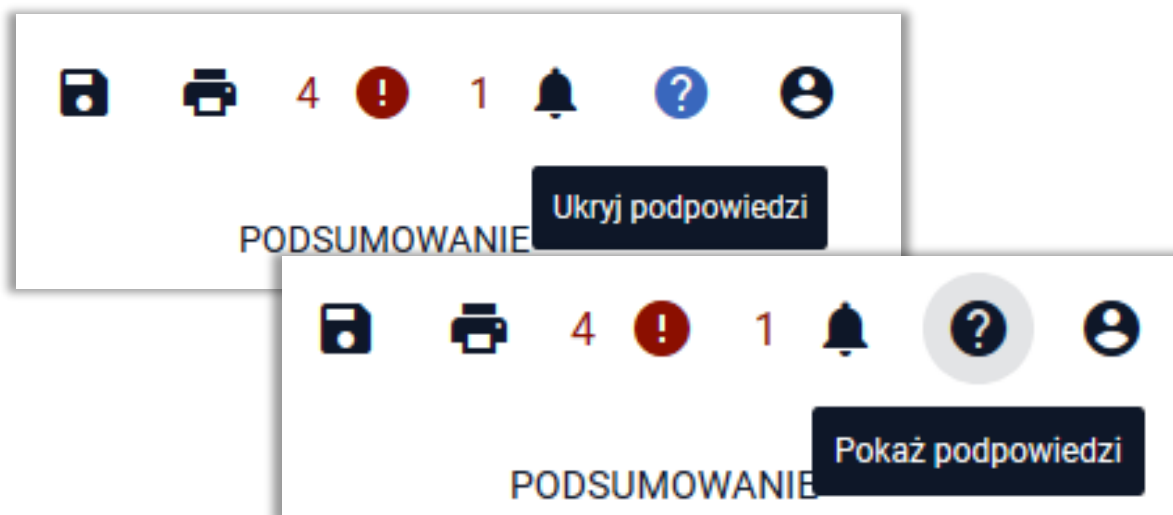 4 ! 1 ?
Ukryj podpowiedzi
PODSUMOWANIE
4 ! 1 ?
Pokaż podpowiedzi
PODSUMOWANIE